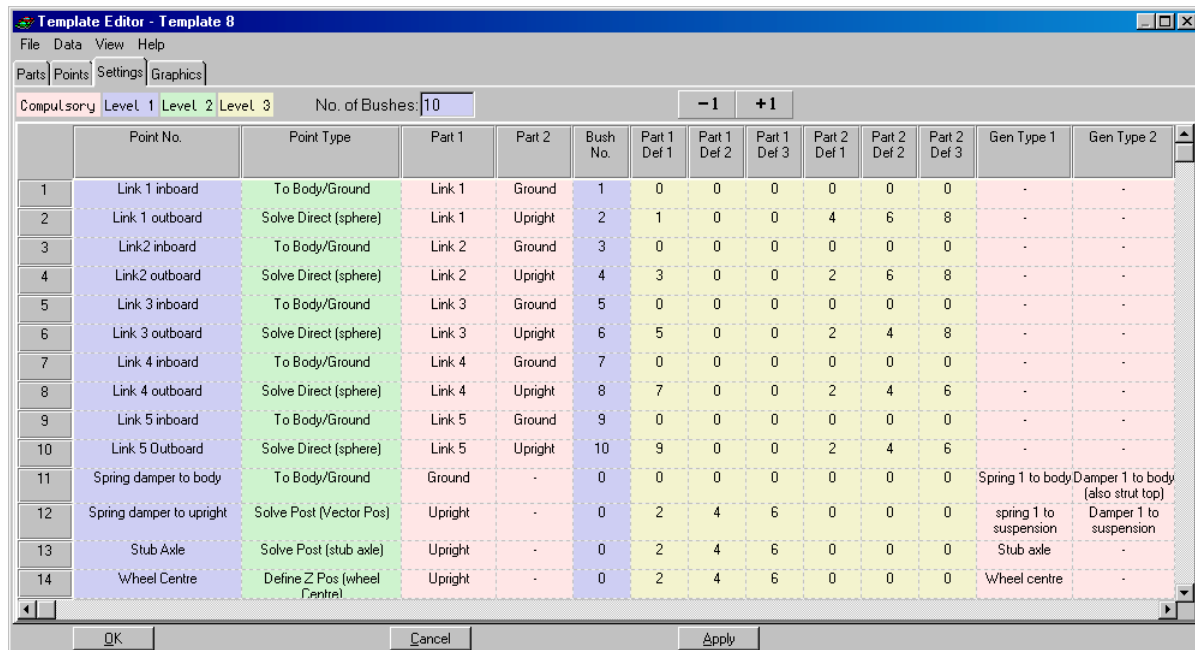 Template Editor - Template 8
File Data View Help
Parts Points Settings Graphics
Compulsory Level 1 Level 2 Level 3 No. of Bushes: 10 -1 +1
Point No. Point Type Part 1 Part 2 Bush No. Part 1 Def 1 Part 1 Def 2 Part 1 Def 3 Part 2 Def 1 Part 2 Def 2 Part 2 Def 3 Gen Type 1 Gen Type 2
1 Link 1 inboard To Body/Ground Link 1 Ground 1 0 0 0 0 0 0 - -
2 Link 1 outboard Solve Direct (sphere) Link 1 Upright 2 1 0 0 4 6 8 - -
3 Link2 inboard To Body/Ground Link 2 Ground 3 0 0 0 0 0 0 - -
4 Link2 outboard Solve Direct (sphere) Link 2 Upright 4 3 0 0 2 6 8 - -
5 Link 3 inboard To Body/Ground Link 3 Ground 5 0 0 0 0 0 0 - -
6 Link 3 outboard Solve Direct (sphere) Link 3 Upright 6 5 0 0 2 4 8 - -
7 Link 4 inboard To Body/Ground Link 4 Ground 7 0 0 0 0 0 0 - -
8 Link 4 outboard Solve Direct (sphere) Link 4 Upright 8 7 0 0 2 4 6 - -
9 Link 5 inboard To Body/Ground Link 5 Ground 9 0 0 0 0 0 0 - -
10 Link 5 Outboard Solve Direct (sphere) Link 5 Upright 10 9 0 0 2 4 6 - -
11 Spring damper to body To Body/Ground Ground - 0 0 0 0 0 0 0 Spring 1 to body Damper 1 to body (also strut top)
12 Spring damper to upright Solve Post (Vector Pos) Upright - 0 2 4 6 0 0 0 spring 1 to suspension Damper 1 to suspension
13 Stub Axle Solve Post (stub axle) Upright - 0 2 4 6 0 0 0 Stub axle -
14 Wheel Centre Define Z Pos (wheel Centre) Upright - 0 2 4 6 0 0 0 Wheel centre -
OK Cancel Apply